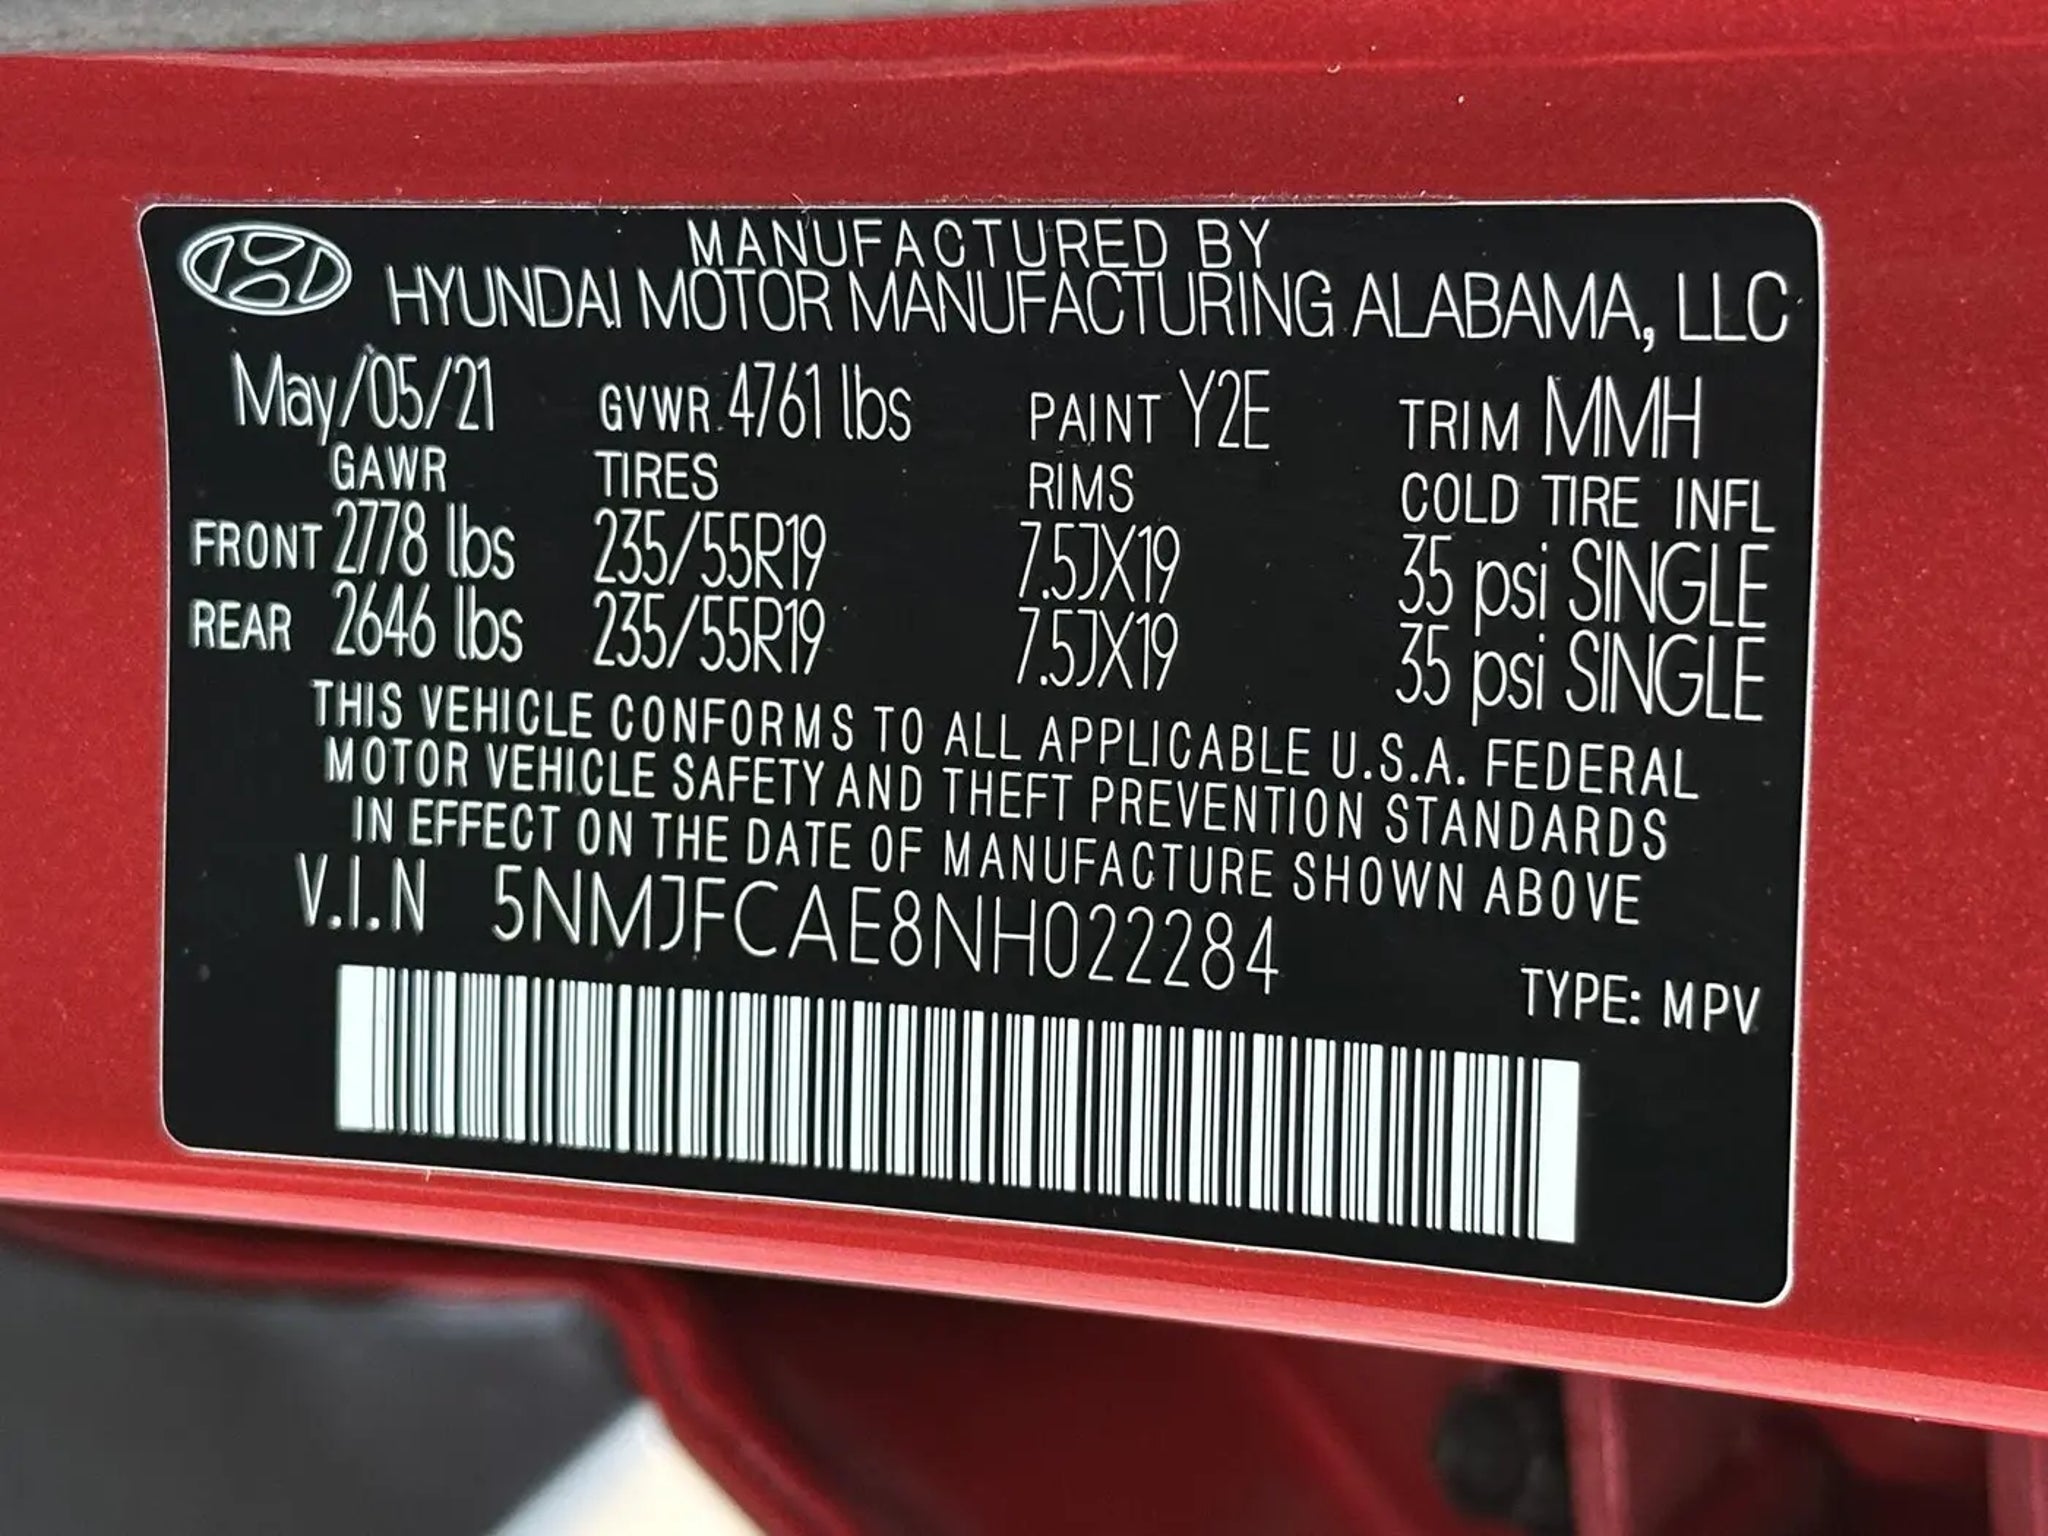 MANUFACTURED BY
HYUNDAI MOTOR MANUFACTURING ALABAMA, LLC
May/05/21 GVWR 4761 lbs PAINT Y2E TRIM MMH
GAWR TIRES RIMS COLD TIRE INFL
FRONT 2778 lbs 235/55R19 7.5JX19 35 psi SINGLE
REAR 2646 lbs 235/55R19 7.5JX19 35 psi SINGLE
THIS VEHICLE CONFORMS TO ALL APPLICABLE U.S.A. FEDERAL
MOTOR VEHICLE SAFETY AND THEFT PREVENTION STANDARDS
IN EFFECT ON THE DATE OF MANUFACTURE SHOWN ABOVE
V.I.N 5NMJFCAE8NH022284
TYPE: MPV